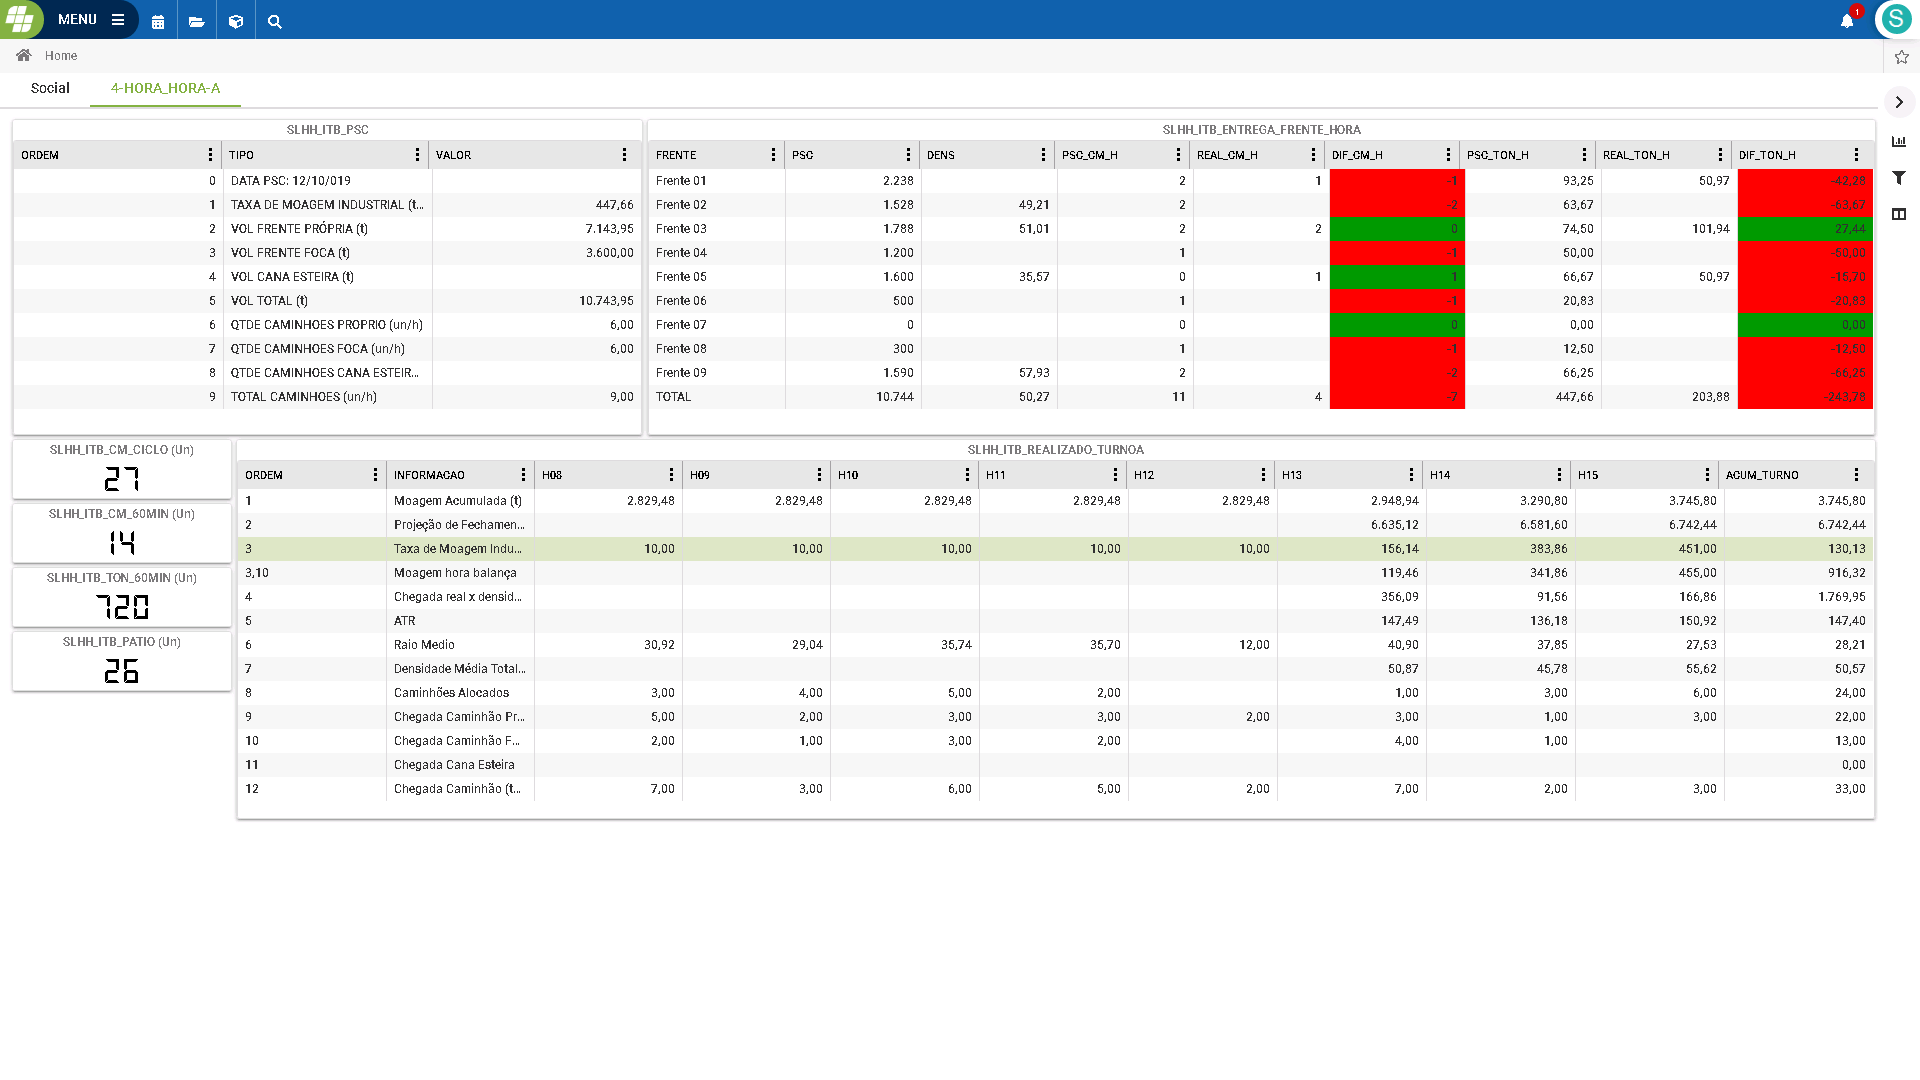 MENU
1
S
Home
Social 4-HORA_HORA-A
SLHH_ITB_PSC
ORDEM TIPO VALOR
0 DATA PSC: 12/10/019
1 TAXA DE MOAGEM INDUSTRIAL (t... 447,66
2 VOL FRENTE PRÓPRIA (t) 7.143,95
3 VOL FRENTE FOCA (t) 3.600,00
4 VOL CANA ESTEIRA (t)
5 VOL TOTAL (t) 10.743,95
6 QTDE CAMINHOES PROPRIO (un/h) 6,00
7 QTDE CAMINHOES FOCA (un/h) 6,00
8 QTDE CAMINHOES CANA ESTEIR...
9 TOTAL CAMINHOES (un/h) 9,00
SLHH_ITB_ENTREGA_FRENTE_HORA
FRENTE PSC DENS PSC_CM_H REAL_CM_H DIF_CM_H PSC_TON_H REAL_TON_H DIF_TON_H
Frente 01 2.238 2 1 -1 93,25 50,97 -42,28
Frente 02 1.528 49,21 2 -2 63,67 -63,67
Frente 03 1.788 51,01 2 2 0 74,50 101,94 27,44
Frente 04 1.200 1 -1 50,00 -50,00
Frente 05 1.600 35,57 0 1 1 66,67 50,97 -15,70
Frente 06 500 1 -1 20,83 -20,83
Frente 07 0 0 0 0,00 0,00
Frente 08 300 1 -1 12,50 -12,50
Frente 09 1.590 57,93 2 -2 66,25 -66,25
TOTAL 10.744 50,27 11 4 -7 447,66 203,88 -243,78
SLHH_ITB_CM_CICLO (Un)
27
SLHH_ITB_CM_60MIN (Un)
14
SLHH_ITB_TON_60MIN (Un)
720
SLHH_ITB_PATIO (Un)
26
SLHH_ITB_REALIZADO_TURNOA
ORDEM INFORMACAO H08 H09 H10 H11 H12 H13 H14 H15 ACUM_TURNO
1 Moagem Acumulada (t) 2.829,48 2.829,48 2.829,48 2.829,48 2.829,48 2.948,94 3.290,80 3.745,80 3.745,80
2 Projeção de Fechamen... 6.635,12 6.581,60 6.742,44 6.742,44
3 Taxa de Moagem Indu... 10,00 10,00 10,00 10,00 10,00 156,14 383,86 451,00 130,13
3,10 Moagem hora balança 119,46 341,86 455,00 916,32
4 Chegada real x densid... 356,09 91,56 166,86 1.769,95
5 ATR 147,49 136,18 150,92 147,40
6 Raio Medio 30,92 29,04 35,74 35,70 12,00 40,90 37,85 27,53 28,21
7 Densidade Média Total... 50,87 45,78 55,62 50,57
8 Caminhões Alocados 3,00 4,00 5,00 2,00 1,00 3,00 6,00 24,00
9 Chegada Caminhão Pr... 5,00 2,00 3,00 3,00 2,00 3,00 1,00 3,00 22,00
10 Chegada Caminhão F... 2,00 1,00 3,00 2,00 4,00 1,00 13,00
11 Chegada Cana Esteira 0,00
12 Chegada Caminhão (t... 7,00 3,00 6,00 5,00 2,00 7,00 2,00 3,00 33,00